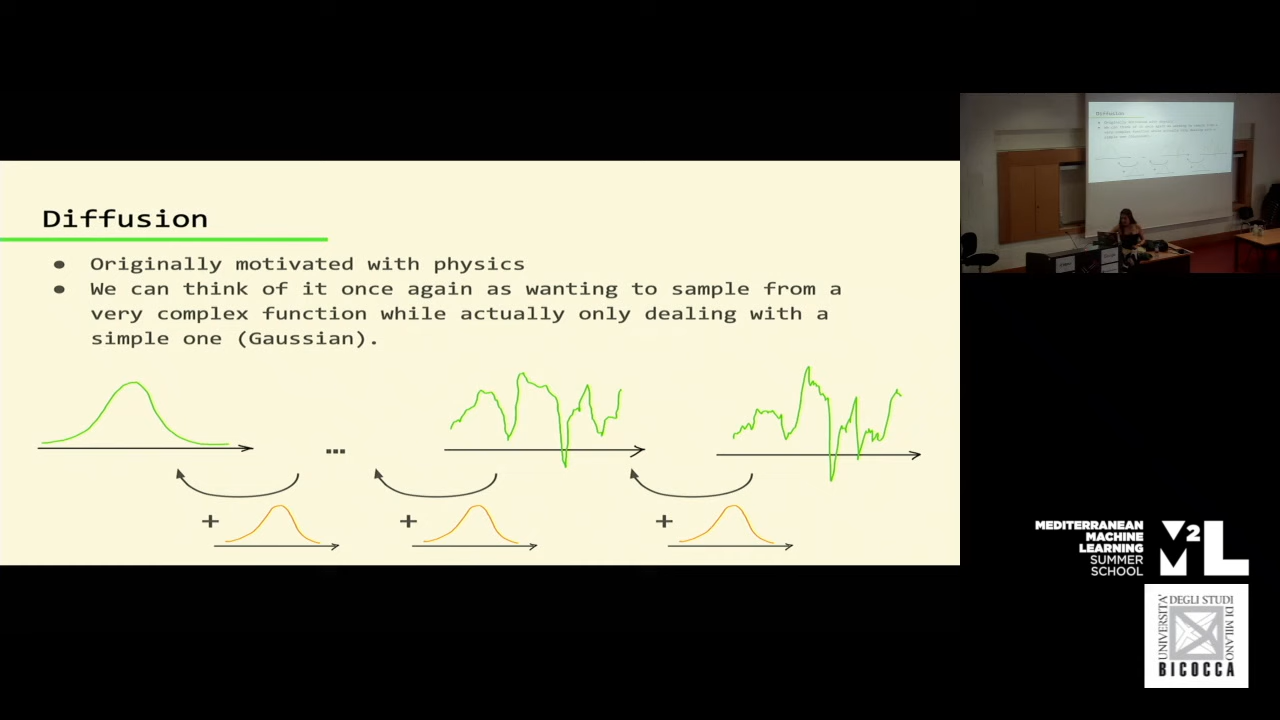 Diffusion
● Originally motivated with physics
● We can think of it once again as wanting to sample from a
very complex function while actually only dealing with a
simple one (Gaussian).
...
+
+
+
Diffusion
MEDITERRANEAN
MACHINE
LEARNING
SUMMER
SCHOOL
M2L
UNIVERSITÀ
DEGLI STUDI
DI MILANO
BICOCCA